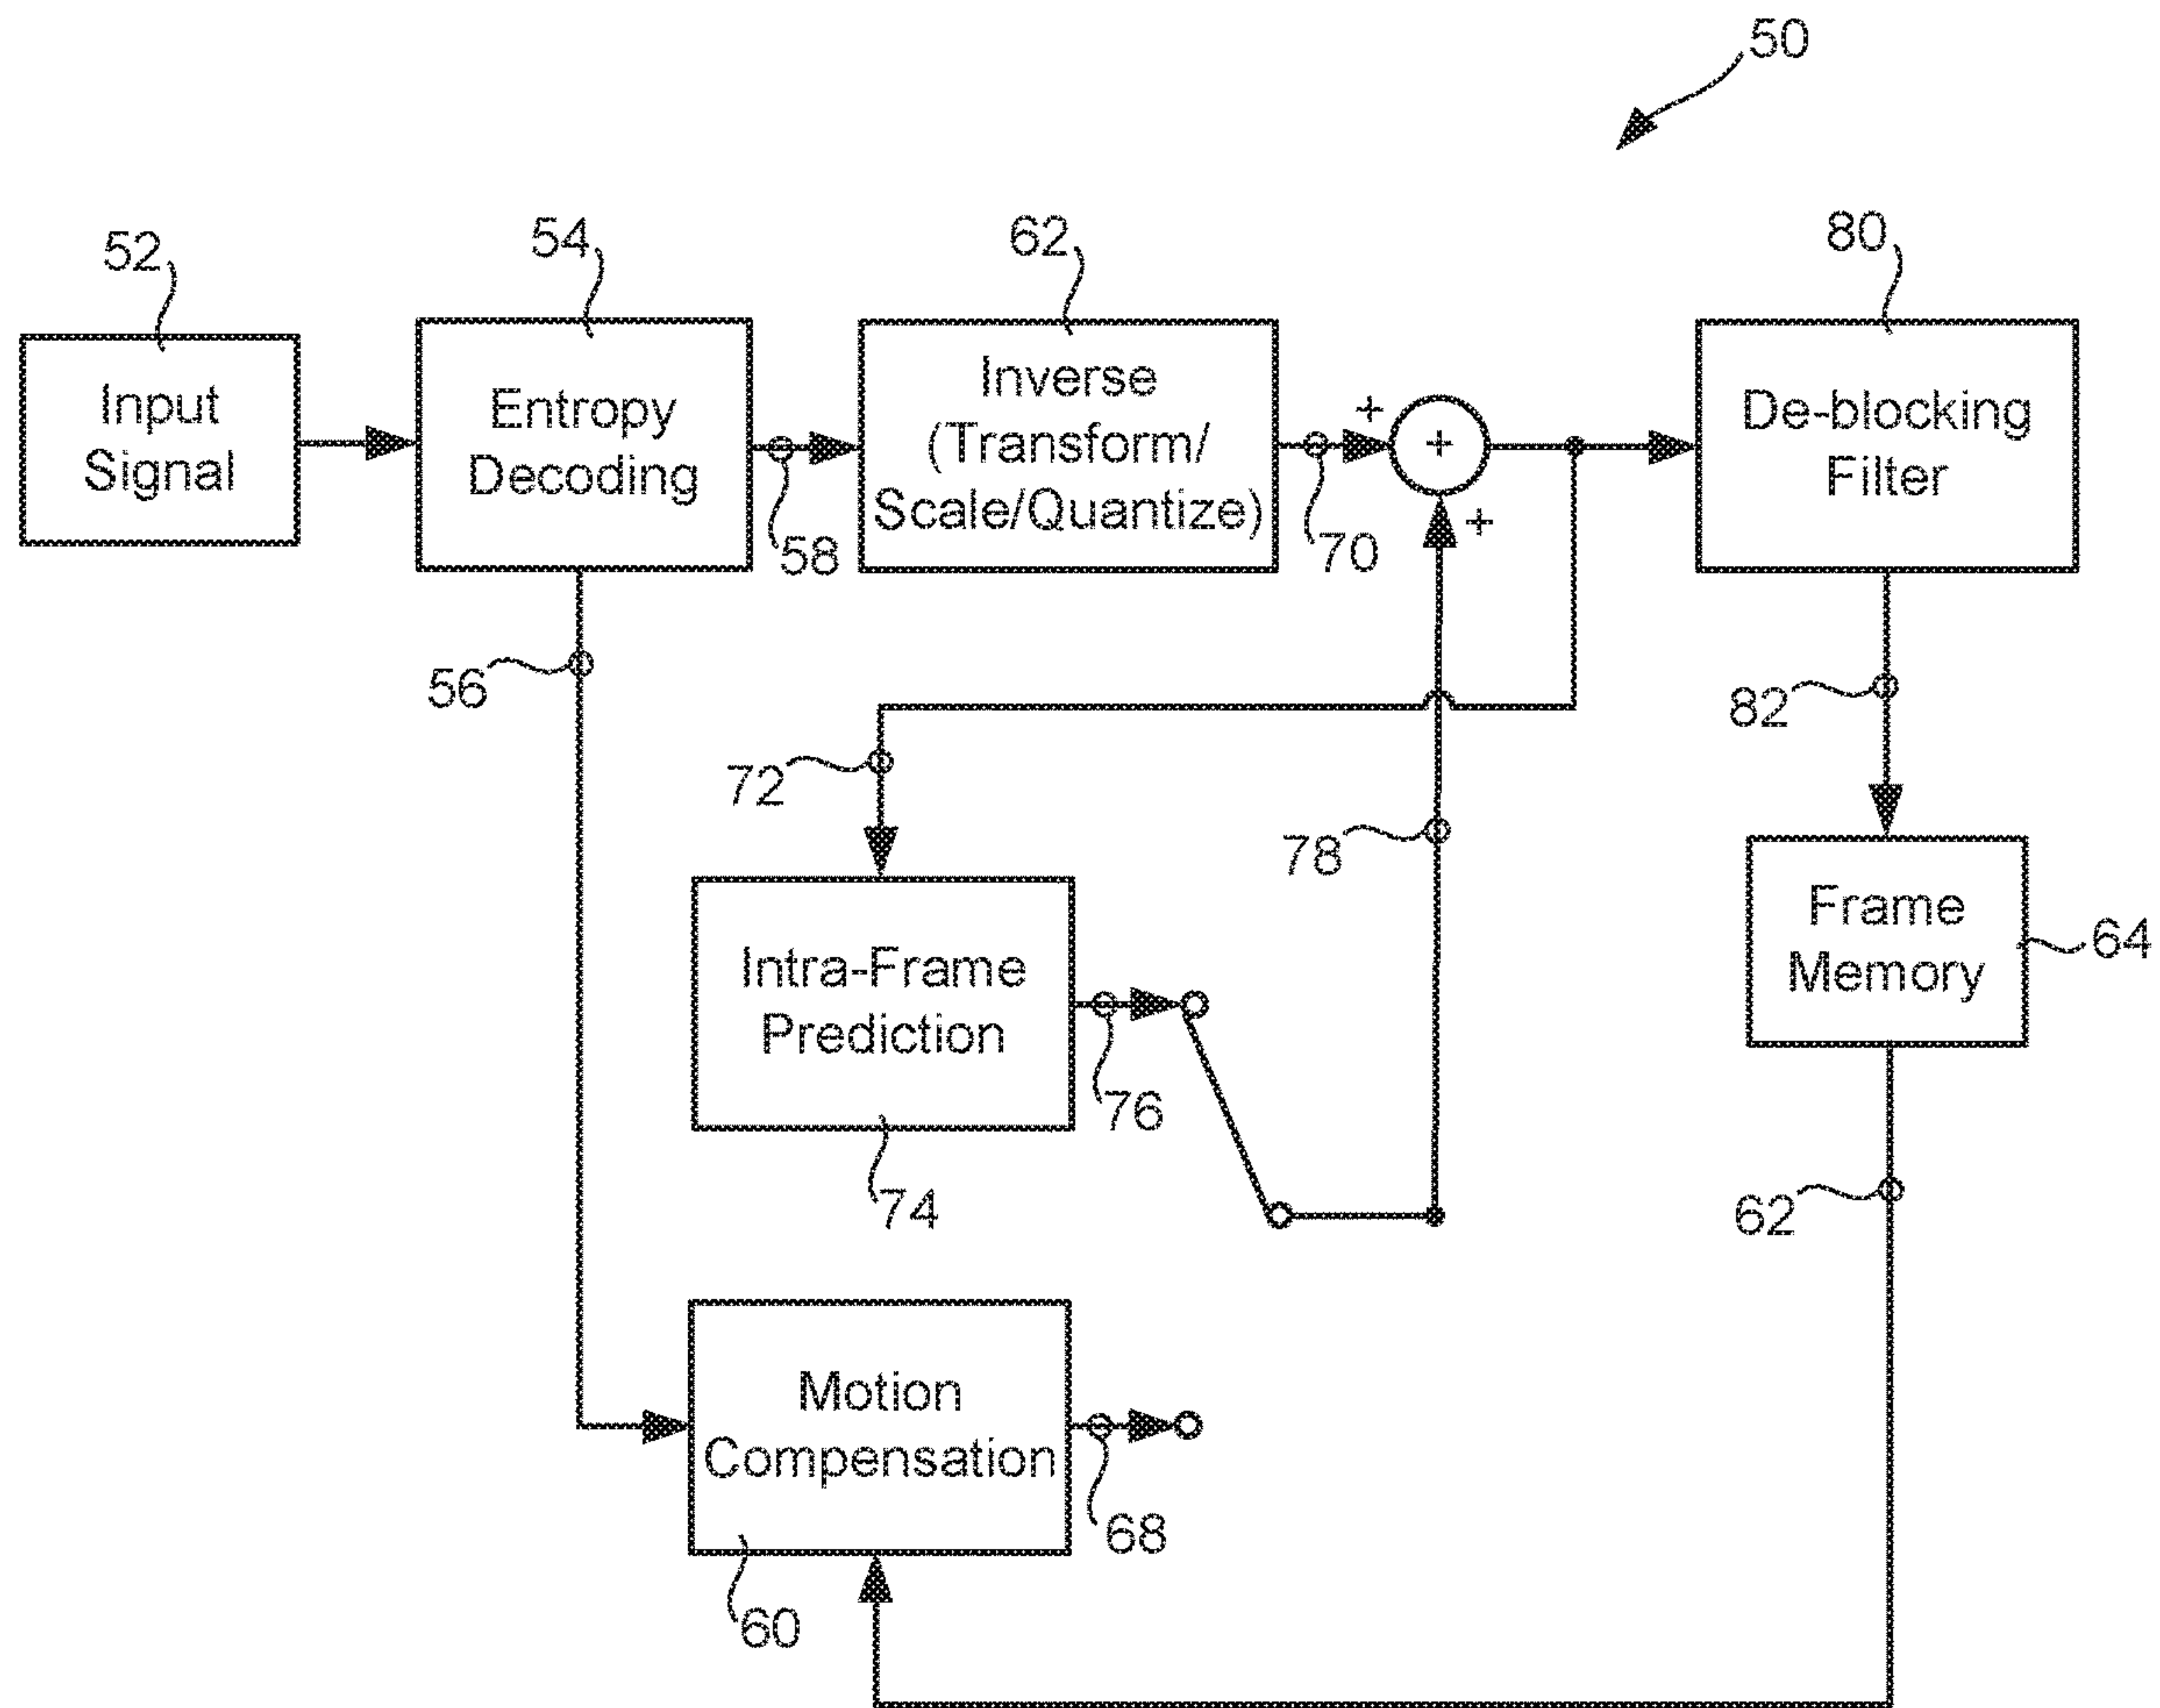 50
52
54
62
80
Input
Signal
Entropy
Decoding
Inverse
(Transform/
Scale/Quantize)
+
+
+
De-blocking
Filter
58
70
56
82
72
78
Frame
Memory
64
Intra-Frame
Prediction
76
74
62
Motion
Compensation
68
60